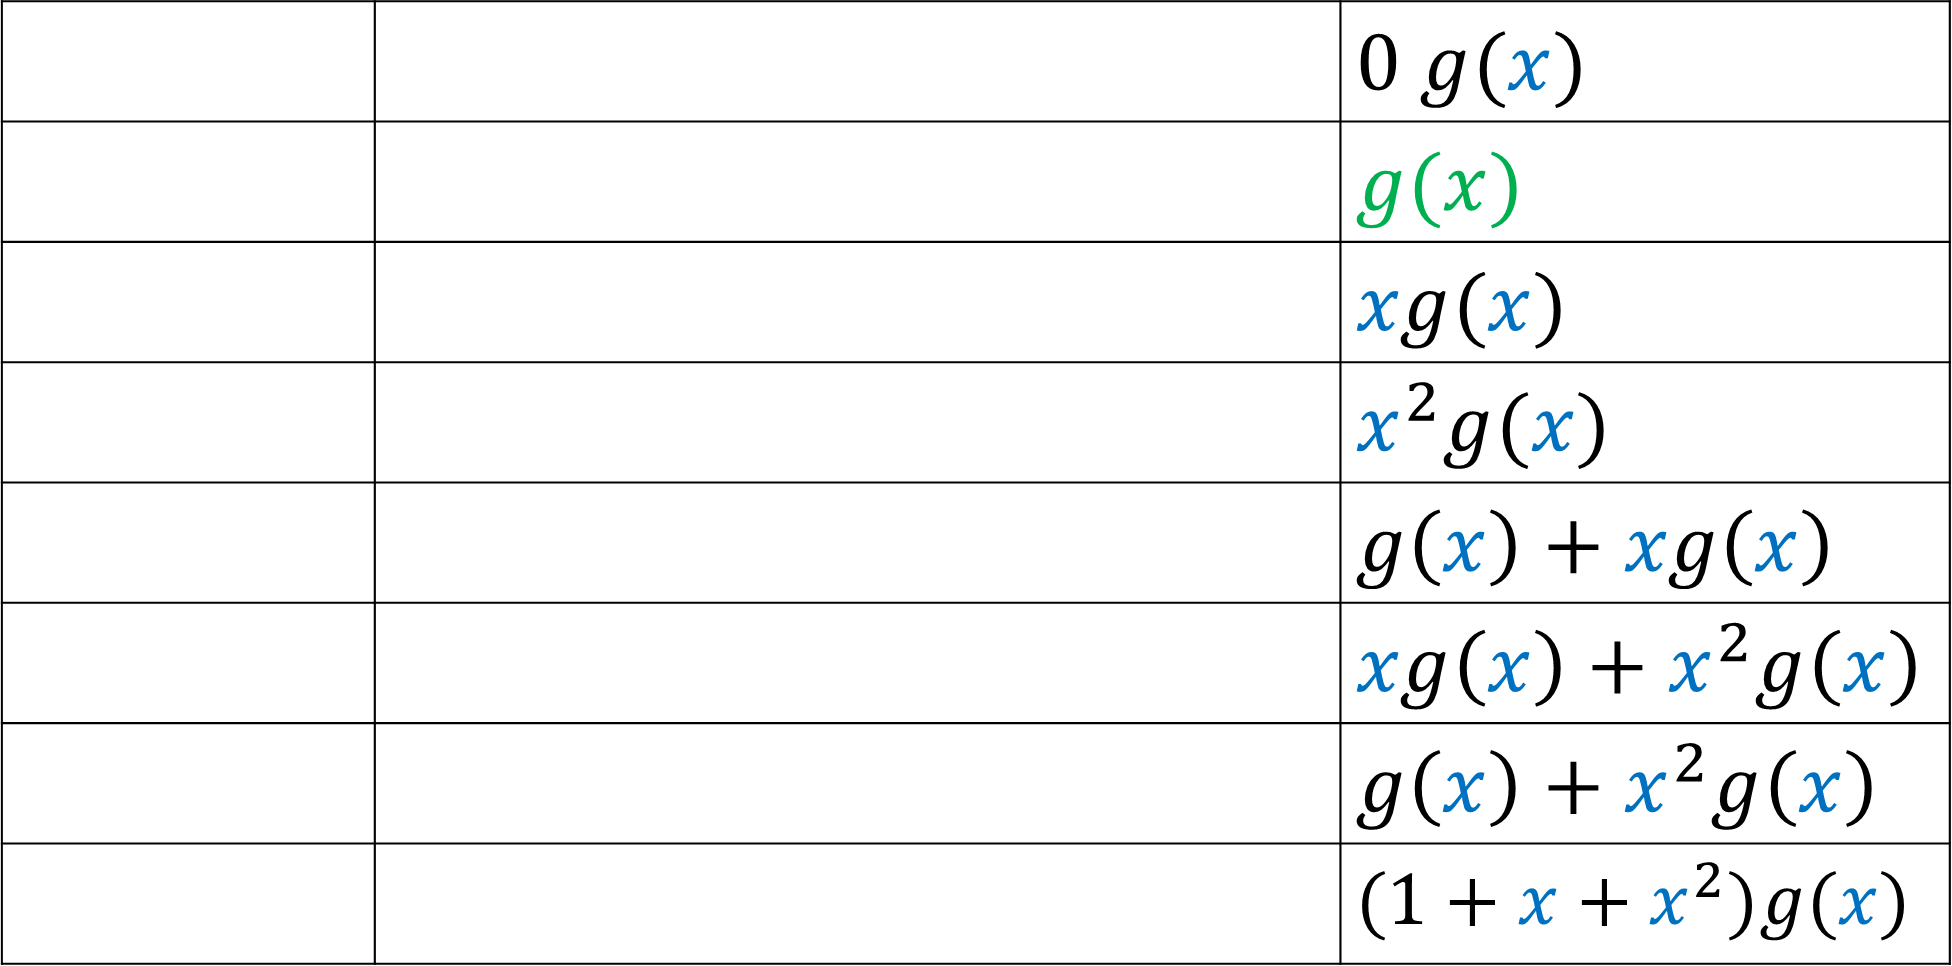 0 g(x)
g(x)
xg(x)
x²g(x)
g(x) + xg(x)
xg(x) + x²g(x)
g(x) + x²g(x)
(1 + x + x²)g(x)